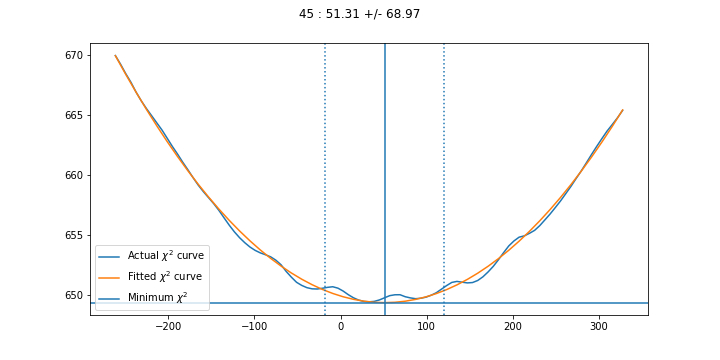 45 : 51.31 +/- 68.97
670
665
660
655
650
Actual χ² curve
Fitted χ² curve
Minimum χ²
−200 −100 0 100 200 300